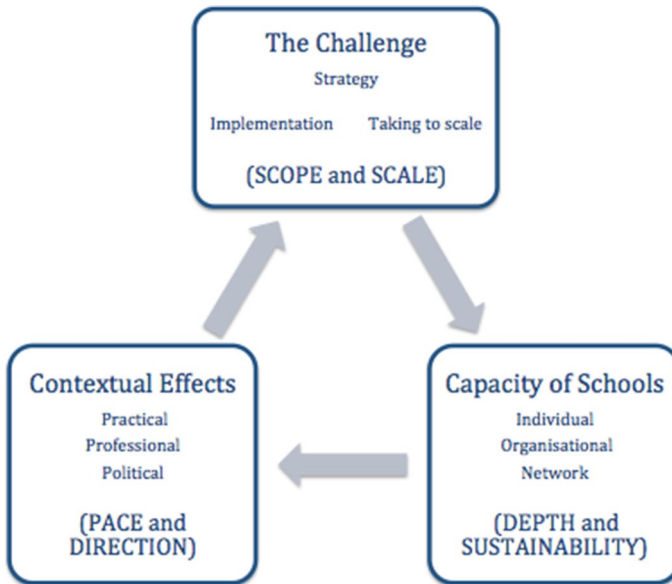 The Challenge
Strategy
Implementation Taking to scale
(SCOPE and SCALE)
Contextual Effects
Practical
Professional
Political
(PACE and
DIRECTION)
Capacity of Schools
Individual
Organisational
Network
(DEPTH and
SUSTAINABILITY)